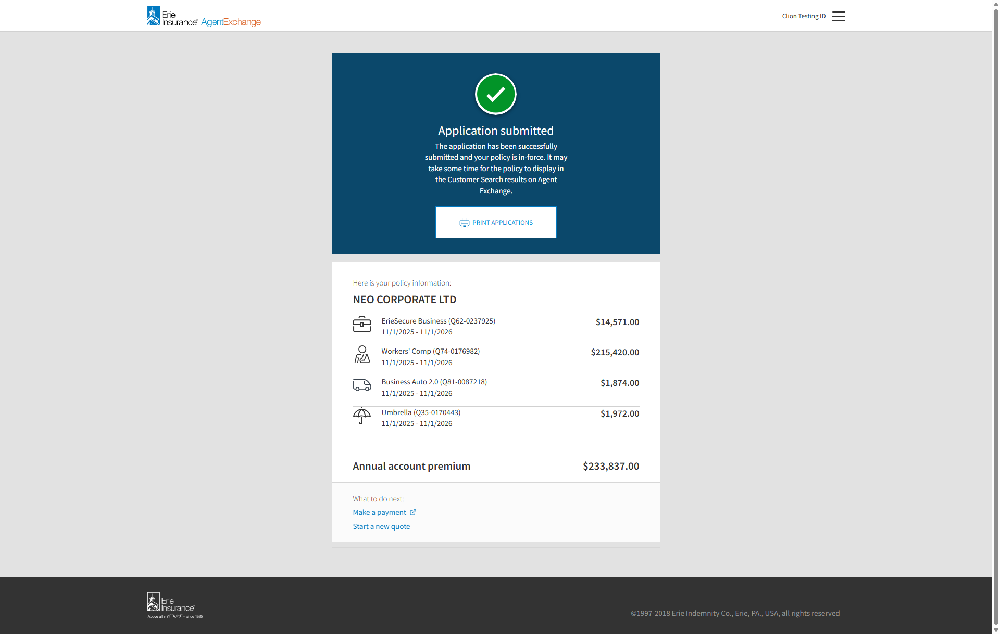 Erie
Insurance® AgentExchange
Clion Testing ID
Application submitted
The application has been successfully
submitted and your policy is in-force. It may
take some time for the policy to display in
the Customer Search results on Agent
Exchange.
PRINT APPLICATIONS
Here is your policy information:
NEO CORPORATE LTD
ErieSecure Business (Q62-0237925) $14,571.00
11/1/2025 - 11/1/2026
Workers' Comp (Q74-0176982) $215,420.00
11/1/2025 - 11/1/2026
Business Auto 2.0 (Q81-0087218) $1,874.00
11/1/2025 - 11/1/2026
Umbrella (Q35-0170443) $1,972.00
11/1/2025 - 11/1/2026
Annual account premium $233,837.00
What to do next:
Make a payment
Start a new quote
Erie
Insurance®
Above all in SERVICE℠ - since 1925
©1997-2018 Erie Indemnity Co., Erie, PA., USA, all rights reserved